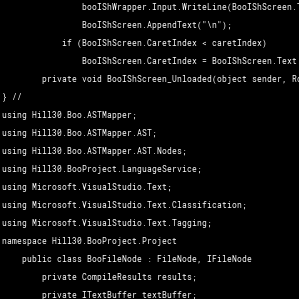 booIShWrapper.Input.WriteLine(BooIShScreen.
BooIShScreen.AppendText("\n");
if (BooIShScreen.CaretIndex < caretIndex)
BooIShScreen.CaretIndex = BooIShScreen.Text
private void BooIShScreen_Unloaded(object sender, Ro
} //
using Hill30.Boo.ASTMapper;
using Hill30.Boo.ASTMapper.AST;
using Hill30.Boo.ASTMapper.AST.Nodes;
using Hill30.BooProject.LanguageService;
using Microsoft.VisualStudio.Text;
using Microsoft.VisualStudio.Text.Classification;
using Microsoft.VisualStudio.Text.Tagging;
namespace Hill30.BooProject.Project
public class BooFileNode : FileNode, IFileNode
private CompileResults results;
private ITextBuffer textBuffer;